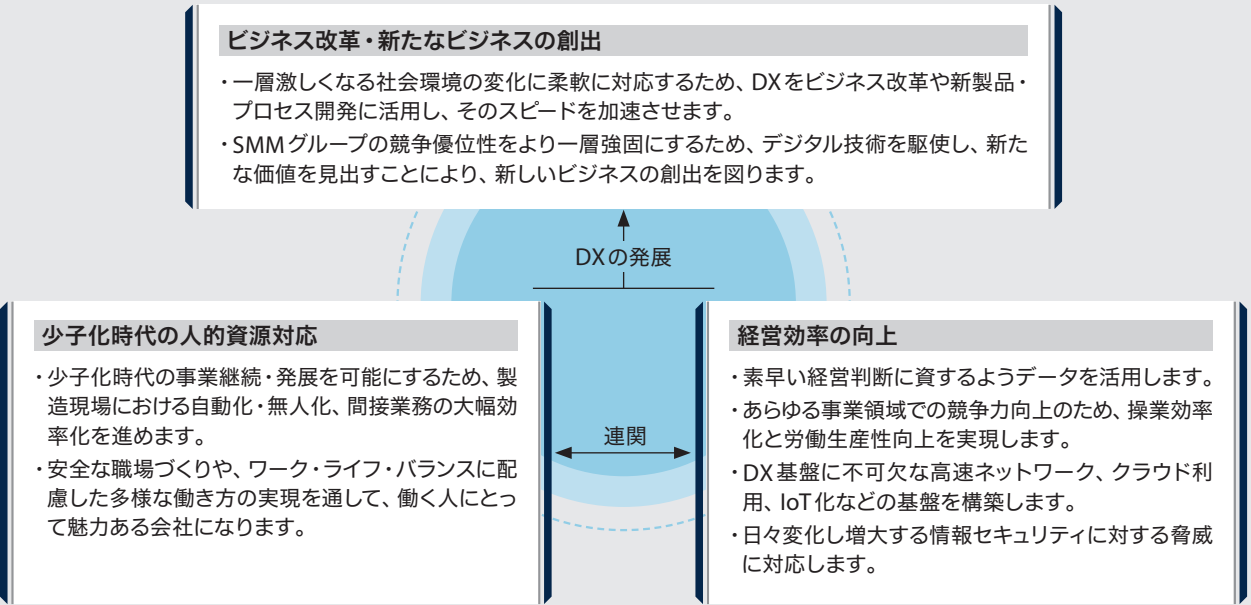 ビジネス改革・新たなビジネスの創出
・一層激しくなる社会環境の変化に柔軟に対応するため、DXをビジネス改革や新製品・
プロセス開発に活用し、そのスピードを加速させます。
・SMMグループの競争優位性をより一層強固にするため、デジタル技術を駆使し、新た
な価値を見出すことにより、新しいビジネスの創出を図ります。
DXの発展
少子化時代の人的資源対応
・少子化時代の事業継続・発展を可能にするため、製
造現場における自動化・無人化、間接業務の大幅効
率化を進めます。
・安全な職場づくりや、ワーク・ライフ・バランスに配
慮した多様な働き方の実現を通して、働く人にとっ
て魅力ある会社になります。
連関
経営効率の向上
・素早い経営判断に資するようデータを活用します。
・あらゆる事業領域での競争力向上のため、操業効率
化と労働生産性向上を実現します。
・DX基盤に不可欠な高速ネットワーク、クラウド利
用、IoT化などの基盤を構築します。
・日々変化し増大する情報セキュリティに対する脅威
に対応します。